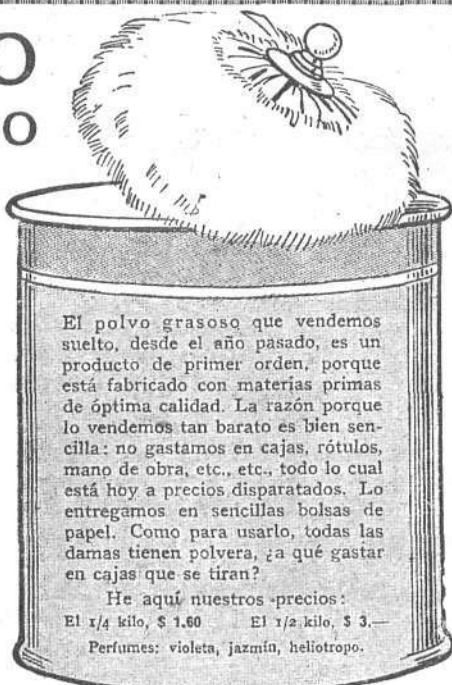 O
o
El polvo grasoso que vendemos
suelto, desde el año pasado, es un
producto de primer orden, porque
está fabricado con materias primas
de óptima calidad. La razón porque
lo vendemos tan barato es bien sen-
cilla: no gastamos en cajas, rótulos,
mano de obra, etc., etc., todo lo cual
está hoy a precios disparatados. Lo
entregamos en sencillas bolsas de
papel. Como para usarlo, todas las
damas tienen polvera, ¿a qué gastar
en cajas que se tiran?
He aquí nuestros precios:
El 1/4 kilo, $ 1.60 El 1/2 kilo, $ 3.—
Perfumes: violeta, jazmín, heliotropo.